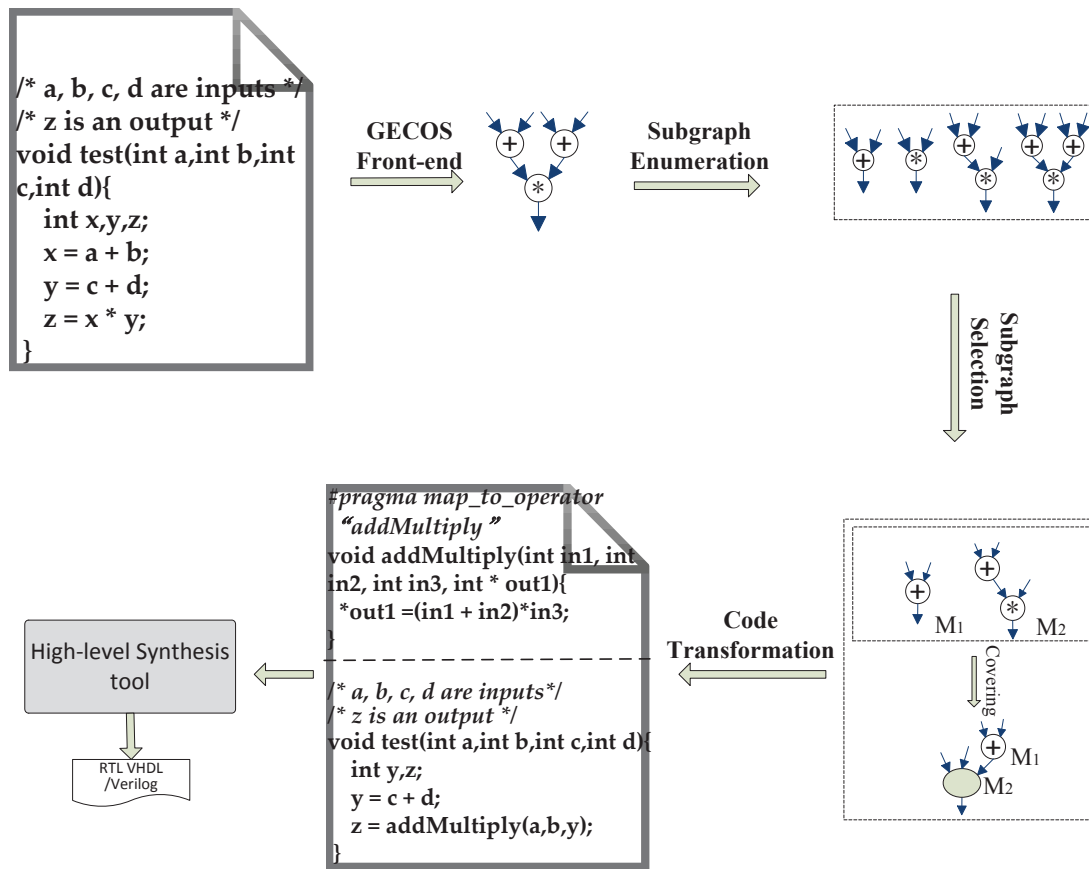 /* a, b, c, d are inputs */
/* z is an output */
void test(int a,int b,int
c,int d){
int x,y,z;
x = a + b;
y = c + d;
z = x * y;
}
GECOS
Front-end
+ +
*
Subgraph
Enumeration
+ * + + +
* *
Subgraph
Selection
+ + *
M1 M2
Covering
+
M1
M2
Code
Transformation
#pragma map_to_operator
“addMultiply ”
void addMultiply(int in1, int
in2, int in3, int * out1){
*out1 =(in1 + in2)*in3;
}
/* a, b, c, d are inputs*/
/* z is an output */
void test(int a,int b,int c,int d){
int y,z;
y = c + d;
z = addMultiply(a,b,y);
}
High-level Synthesis
tool
RTL VHDL
/Verilog